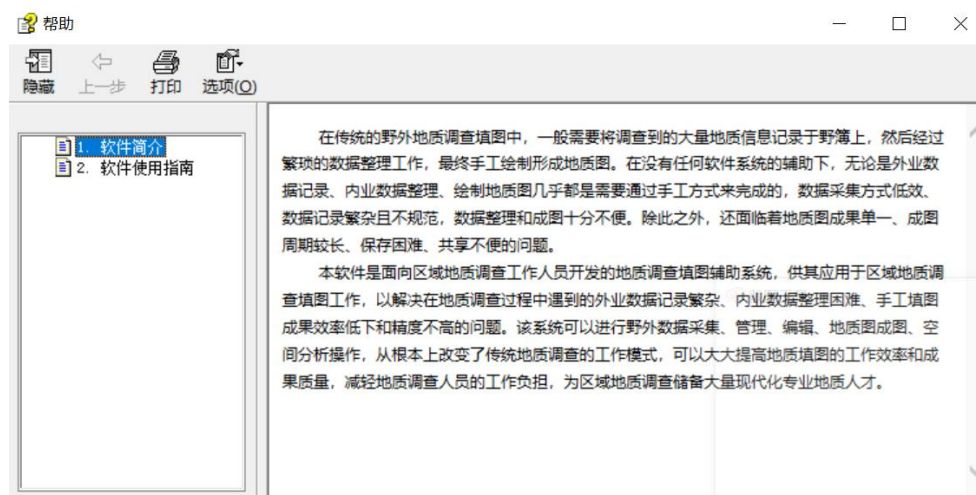 帮助
隐藏 上一步 打印 选项(O)
1. 软件简介
2. 软件使用指南
在传统的野外地质调查填图中，一般需要将调查到的大量地质信息记录于野簿上，然后经过
繁琐的数据整理工作，最终手工绘制形成地质图。在没有任何软件系统的辅助下，无论是外业数
据记录、内业数据整理、绘制地质图几乎都是需要通过手工方式来完成的，数据采集方式低效、
数据记录繁杂且不规范，数据整理和成图十分不便。除此之外，还面临着地质图成果单一、成图
周期较长、保存困难、共享不便的问题。
本软件是面向区域地质调查工作人员开发的地质调查填图辅助系统，供其应用于区域地质调
查填图工作，以解决在地质调查过程中遇到的外业数据记录繁杂、内业数据整理困难、手工填图
成果效率低下和精度不高的问题。该系统可以进行野外数据采集、管理、编辑、地质图成图、空
间分析操作，从根本上改变了传统地质调查的工作模式，可以大大提高地质填图的工作效率和成
果质量，减轻地质调查人员的工作负担，为区域地质调查储备大量现代化专业地质人才。